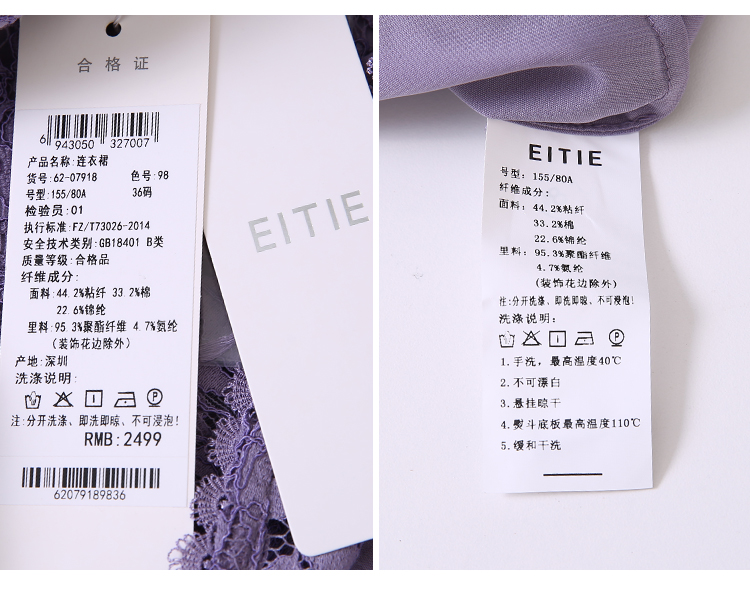 合格证
6 943050 327007
产品名称:连衣裙
货号:62-07918 色号:98
号型:155/80A 36码
检验员:01
执行标准:FZ/T73026-2014
安全技术类别:GB18401 B类
质量等级:合格品
纤维成分:
面料:44.2%粘纤 33.2%棉
22.6%锦纶
里料:95.3%聚酯纤维 4.7%氨纶
(装饰花边除外)
产地:深圳
洗涤说明:
注:分开洗涤、即洗即晾、不可浸泡!
RMB:2499
62079189836
EITIE
EITIE
号型: 155/80A
纤维成分:
面料: 44.2%粘纤
33.2%棉
22.6%锦纶
里料: 95.3%聚酯纤维
4.7%氨纶
(装饰花边除外)
注:分开洗涤、即洗即晾、不可浸泡!
洗涤说明:
1.手洗，最高温度40℃
2.不可漂白
3.悬挂晾干
4.熨斗底板最高温度110℃
5.缓和干洗